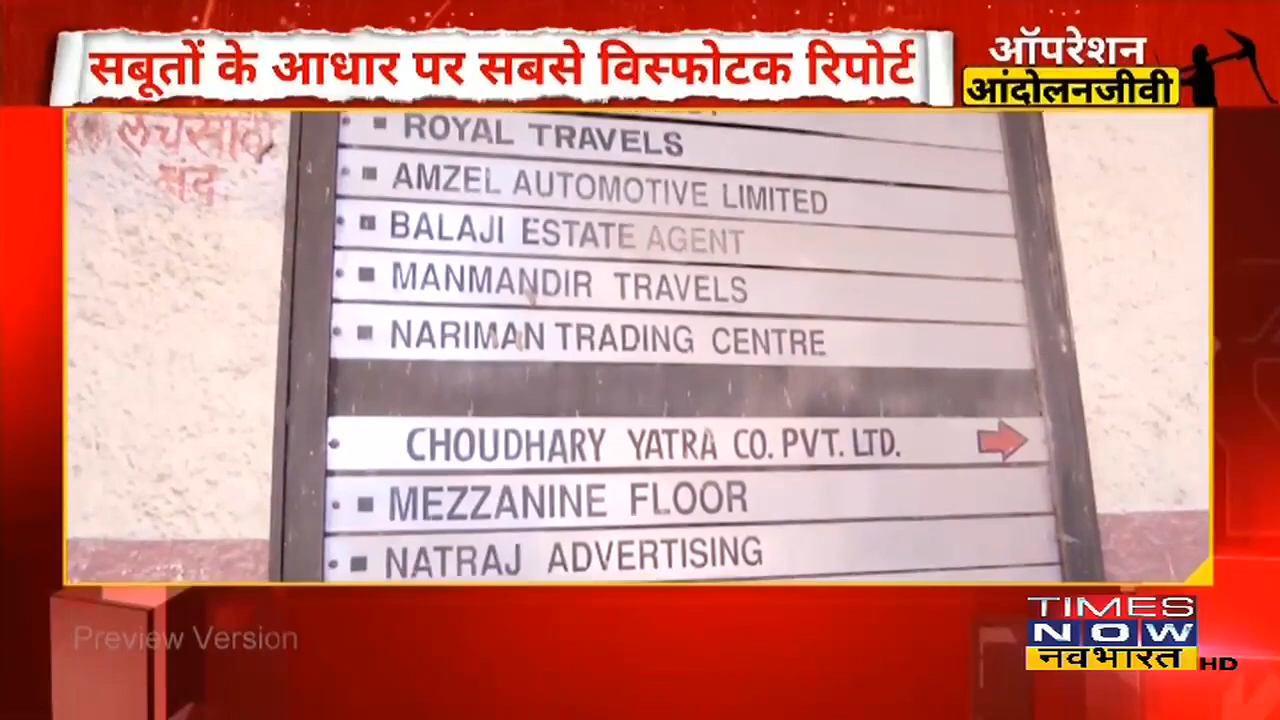 सबूतों के आधार पर सबसे विस्फोटक रिपोर्ट
ऑपरेशन
आंदोलनजीवी
ROYAL TRAVELS
AMZEL AUTOMOTIVE LIMITED
BALAJI ESTATE AGENT
MANMANDIR TRAVELS
NARIMAN TRADING CENTRE
CHOUDHARY YATRA CO. PVT. LTD.
MEZZANINE FLOOR
NATRAJ ADVERTISING
Preview Version
TIMES
NOW
नवभारत HD